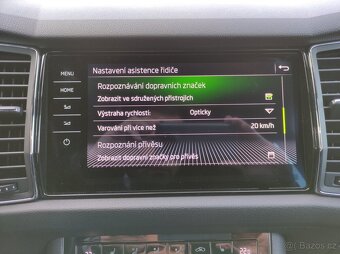 MENU
HOME
Nastavení asistence řidiče
Rozpoznávání dopravních značek
Zobrazit ve sdružených přístrojích
Výstraha rychlosti: Opticky
Varování při více než 20 km/h
Rozpoznání přívěsu
Zobrazit dopravní značky pro přívěs
22°
Bazoš.cz